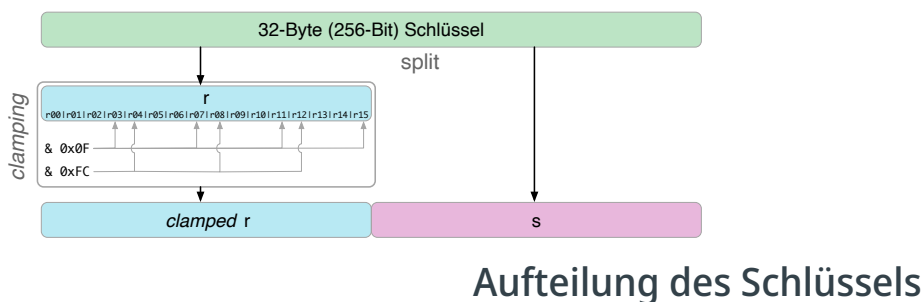 32-Byte (256-Bit) Schlüssel
split
clamping
r
r00|r01|r02|r03|r04|r05|r06|r07|r08|r09|r10|r11|r12|r13|r14|r15
& 0x0F
& 0xFC
clamped r
s
Aufteilung des Schlüssels